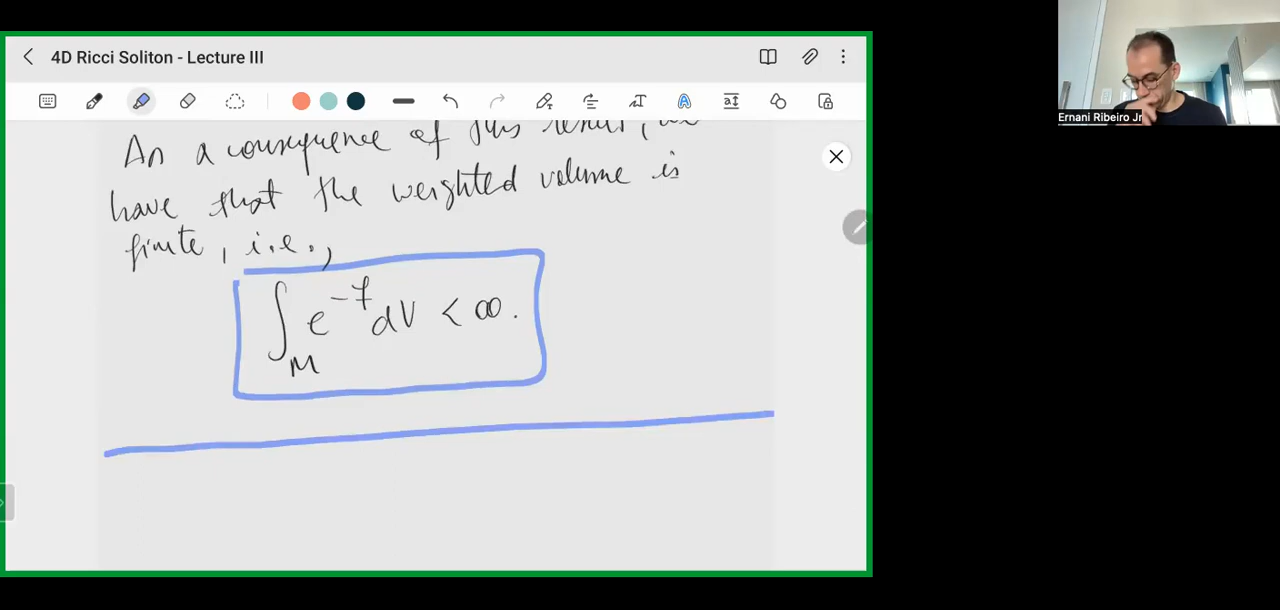 4D Ricci Soliton - Lecture III
Ernani Ribeiro Jr
As a consequence of this result, we
have that the weighted volume is
finite, i.e.,
∫_M e^{-f} dV < ∞.